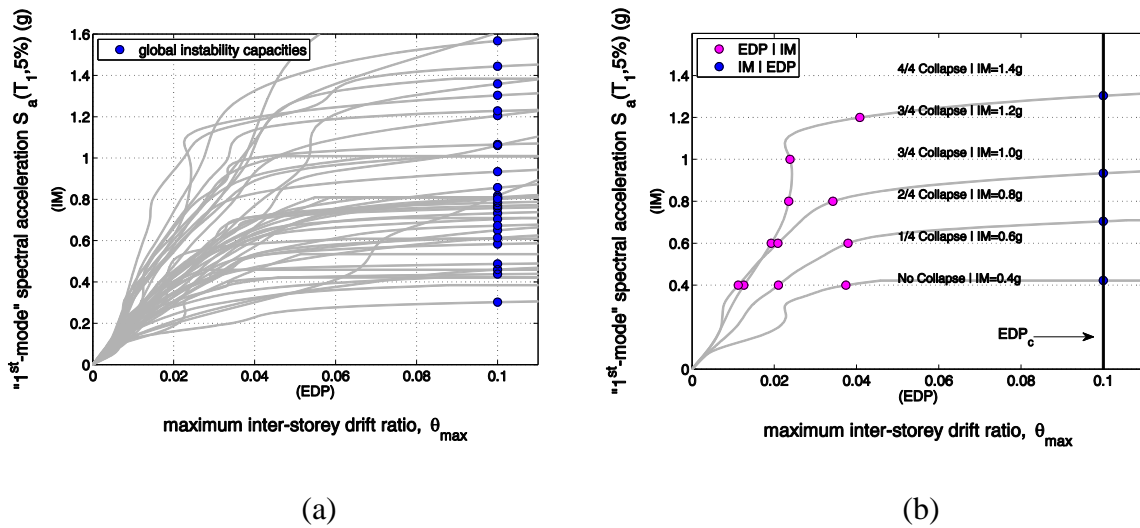 "1st-mode" spectral acceleration Sa(T1,5%) (g)
(IM)
1.6
1.4
1.2
1
0.8
0.6
0.4
0.2
0
global instability capacities
0
0.02
0.04
0.06
0.08
0.1
(EDP)
maximum inter-storey drift ratio, θmax
(a)
"1st-mode" spectral acceleration Sa(T1,5%) (g)
(IM)
1.4
1.2
1
0.8
0.6
0.4
0
EDP | IM
IM | EDP
4/4 Collapse | IM=1.4g
3/4 Collapse | IM=1.2g
3/4 Collapse | IM=1.0g
2/4 Collapse | IM=0.8g
1/4 Collapse | IM=0.6g
No Collapse | IM=0.4g
EDPc
0
0.02
0.04
0.06
0.08
0.1
(EDP)
maximum inter-storey drift ratio, θmax
(b)